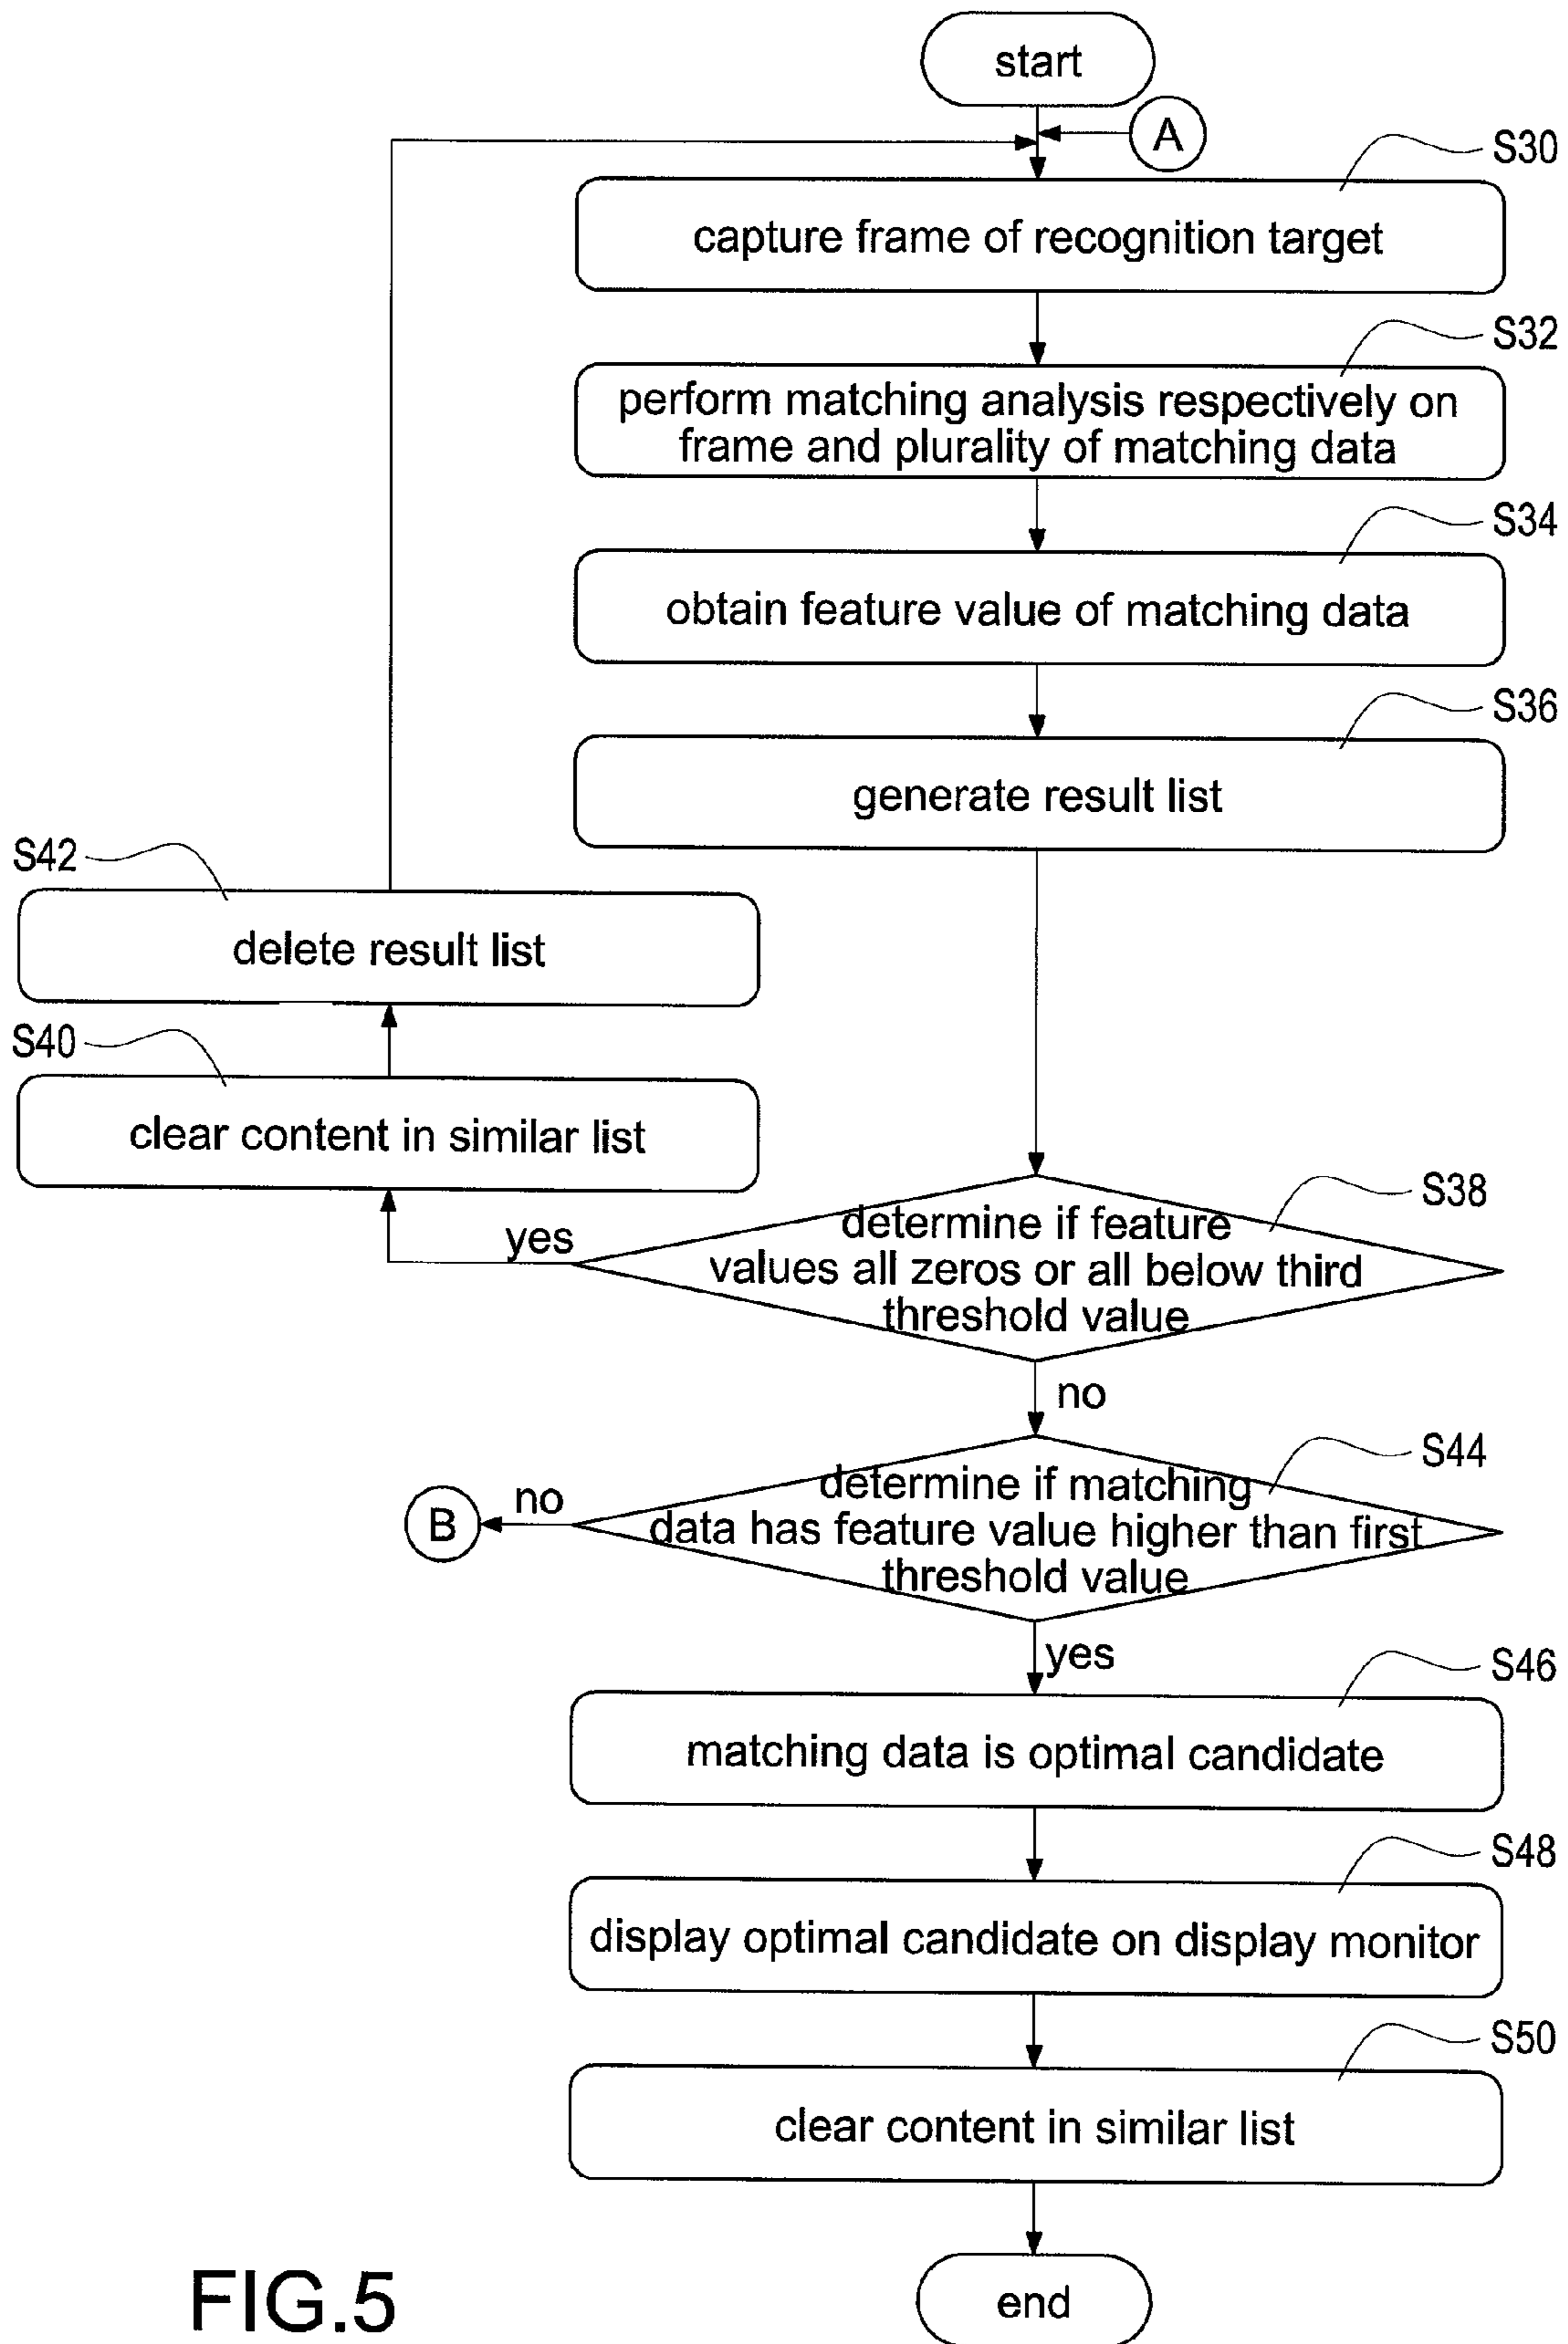 start
A
S30
capture frame of recognition target
S32
perform matching analysis respectively on
frame and plurality of matching data
S34
obtain feature value of matching data
S36
generate result list
S42
delete result list
S40
clear content in similar list
S38
determine if feature
values all zeros or all below third
threshold value
yes
no
S44
determine if matching
data has feature value higher than first
threshold value
no
B
yes
S46
matching data is optimal candidate
S48
display optimal candidate on display monitor
S50
clear content in similar list
end
FIG.5